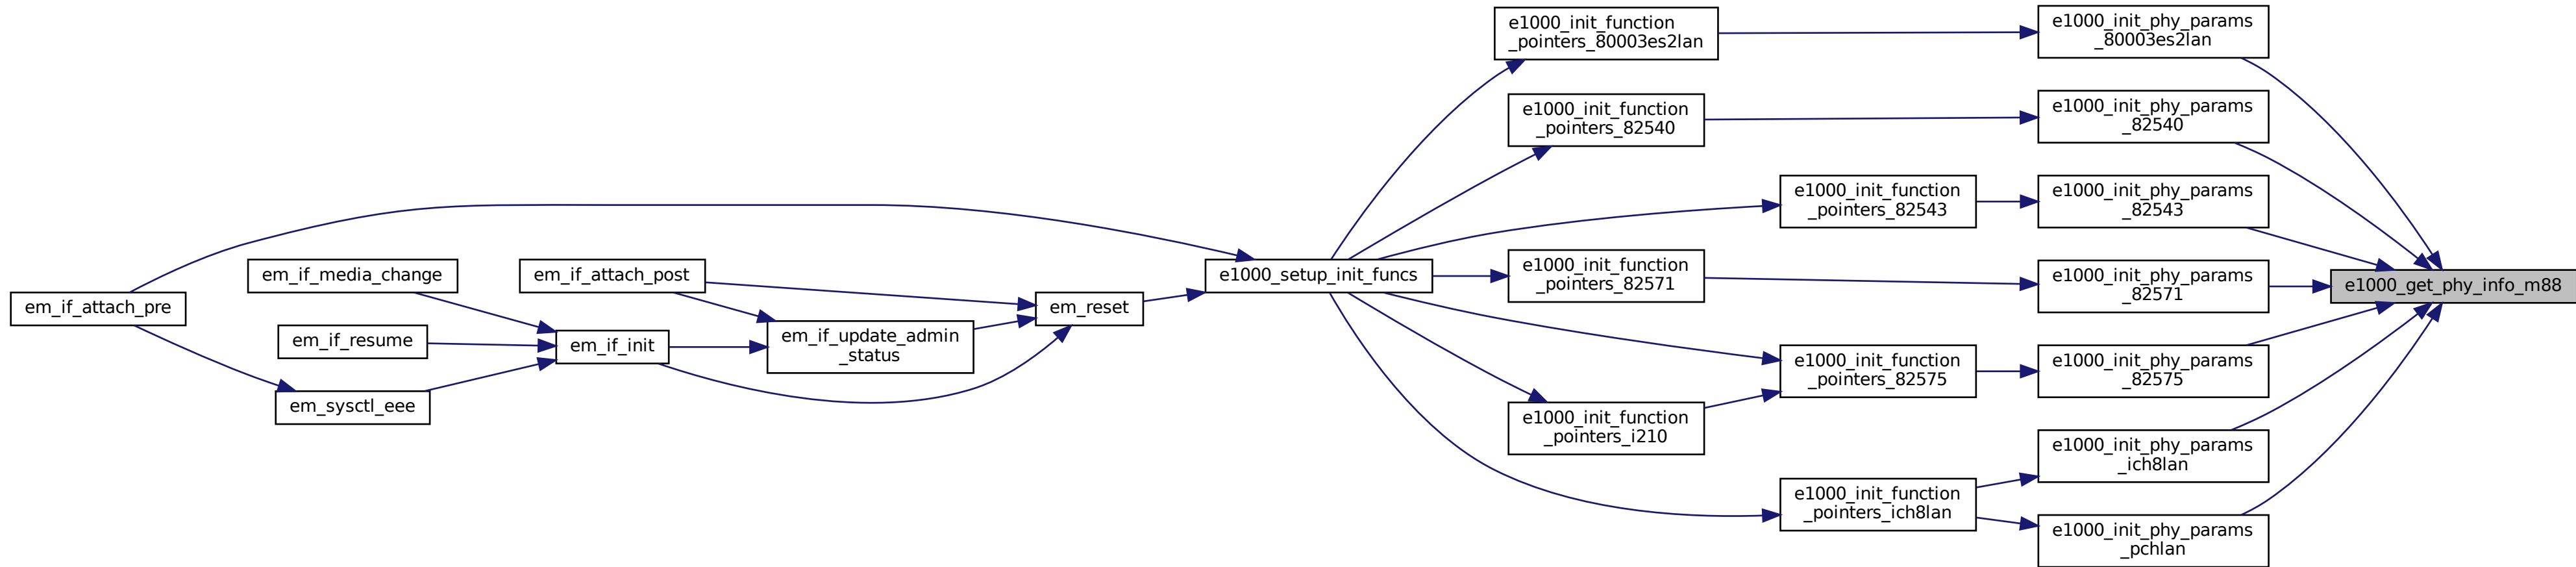 em_if_attach_pre
em_if_media_change
em_if_resume
em_sysctl_eee
em_if_attach_post
em_if_init
em_if_update_admin
_status
em_reset
e1000_setup_init_funcs
e1000_init_function
_pointers_80003es2lan
e1000_init_function
_pointers_82540
e1000_init_function
_pointers_82543
e1000_init_function
_pointers_82571
e1000_init_function
_pointers_82575
e1000_init_function
_pointers_i210
e1000_init_function
_pointers_ich8lan
e1000_init_phy_params
_80003es2lan
e1000_init_phy_params
_82540
e1000_init_phy_params
_82543
e1000_init_phy_params
_82571
e1000_init_phy_params
_82575
e1000_init_phy_params
_ich8lan
e1000_init_phy_params
_pchlan
e1000_get_phy_info_m88